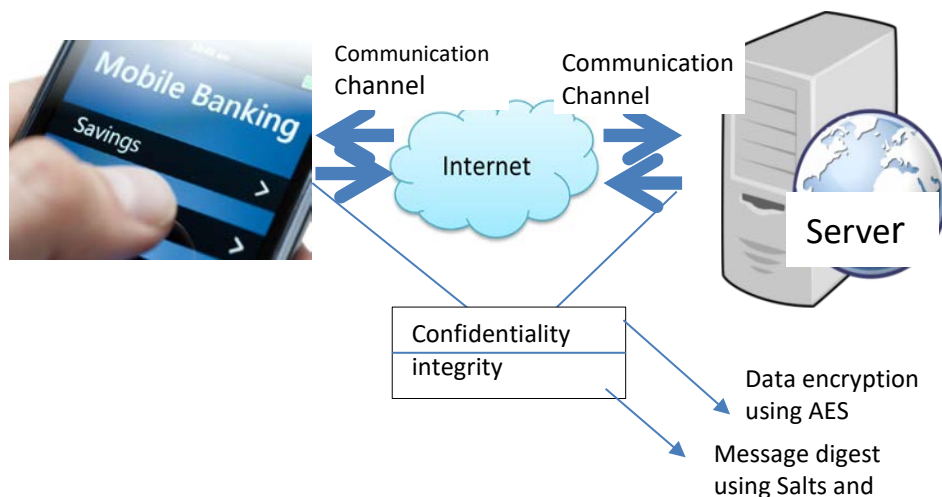 Mobile Banking
Savings
Communication
Channel
Internet
Communication
Channel
Server
Confidentiality
integrity
Data encryption
using AES
Message digest
using Salts and